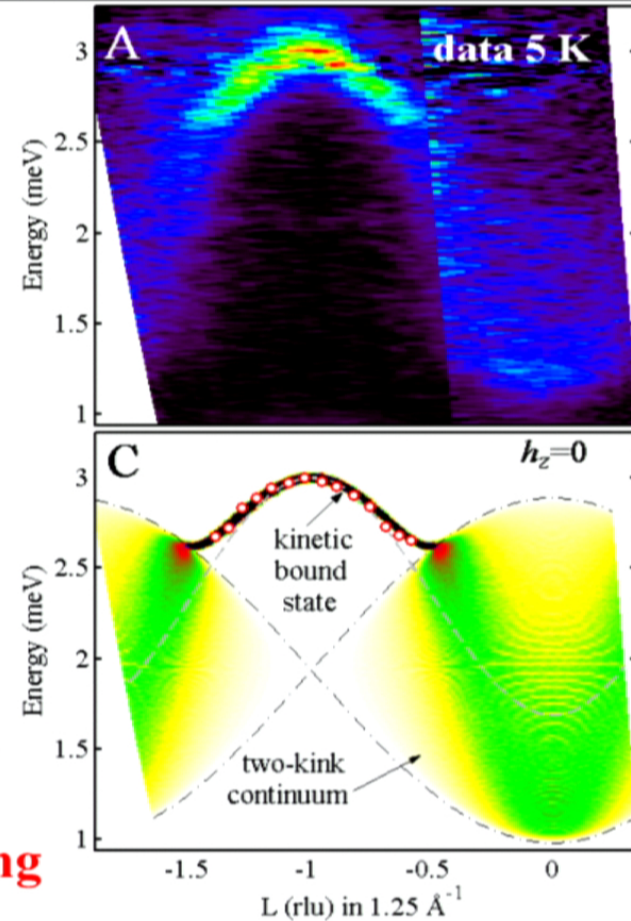 A
data 5 K
3
2.5
2
1.5
1
Energy (meV)
C
h_z=0
3
2.5
2
1.5
1
Energy (meV)
kinetic
bound
state
two-kink
continuum
ng
-1.5 -1 -0.5 0
L (rlu) in 1.25 Å⁻¹